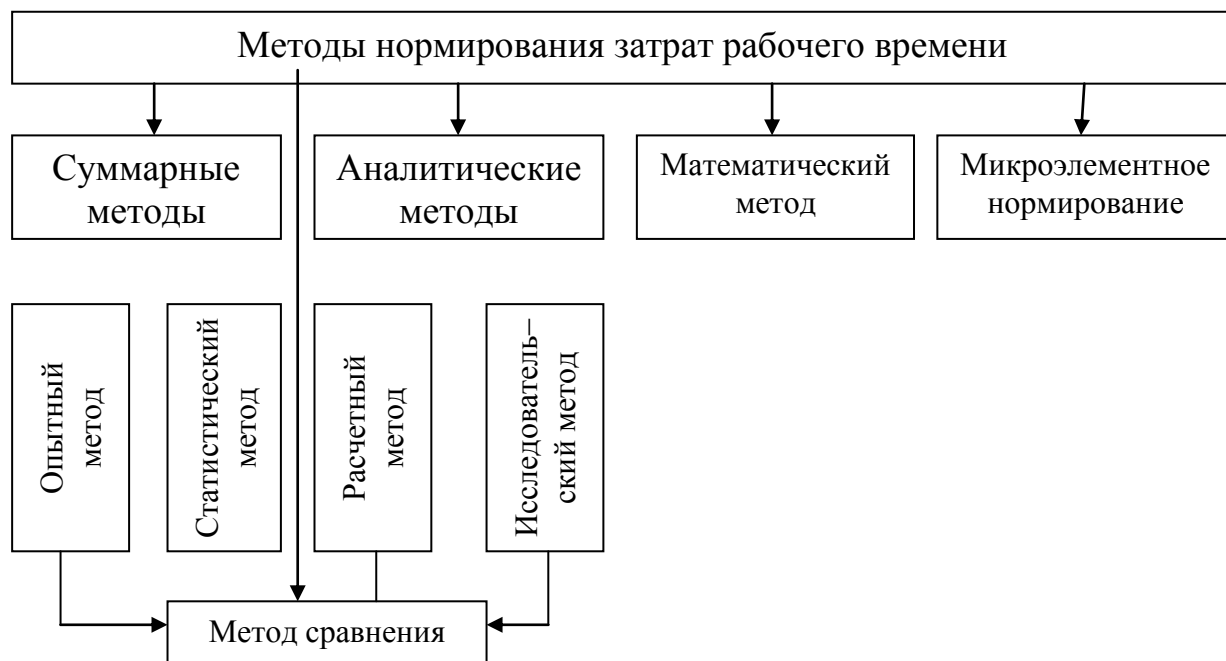 Методы нормирования затрат рабочего времени
Суммарные
методы
Аналитические
методы
Математический
метод
Микроэлементное
нормирование
Опытный
метод
Статистический
метод
Расчетный
метод
Исследователь–
ский метод
Метод сравнения